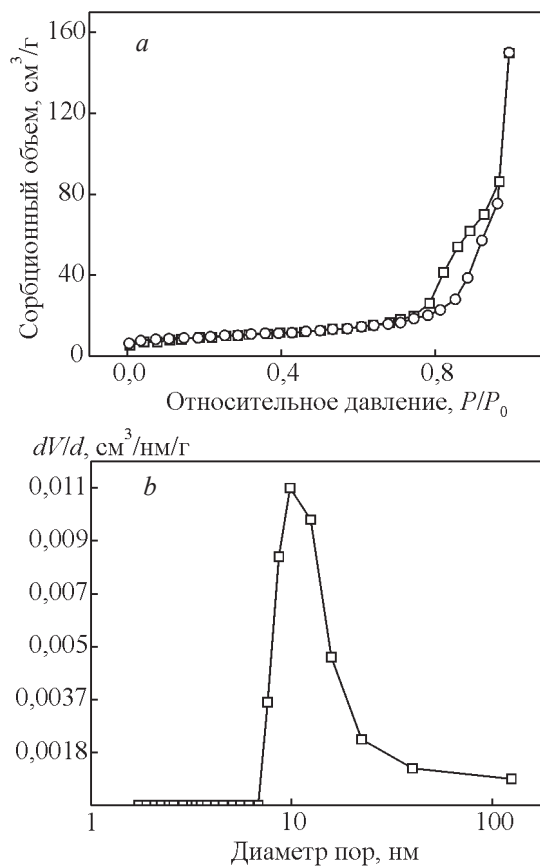 a
160
120
80
40
0
Сорбционный объем, см³/г
0,0 0,4 0,8
Относительное давление, P/P₀
dV/d, см³/нм/г
b
0,011
0,009
0,007
0,005
0,0037
0,0018
1 10 100
Диаметр пор, нм